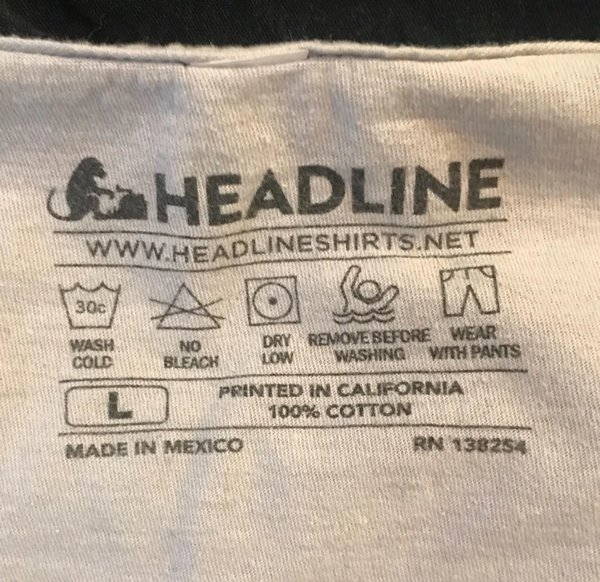 HEADLINE
WWW.HEADLINESHIRTS.NET
30c
WASH COLD
NO BLEACH
DRY LOW
REMOVE BEFORE WASHING
WEAR WITH PANTS
L
PRINTED IN CALIFORNIA
100% COTTON
MADE IN MEXICO
RN 138254